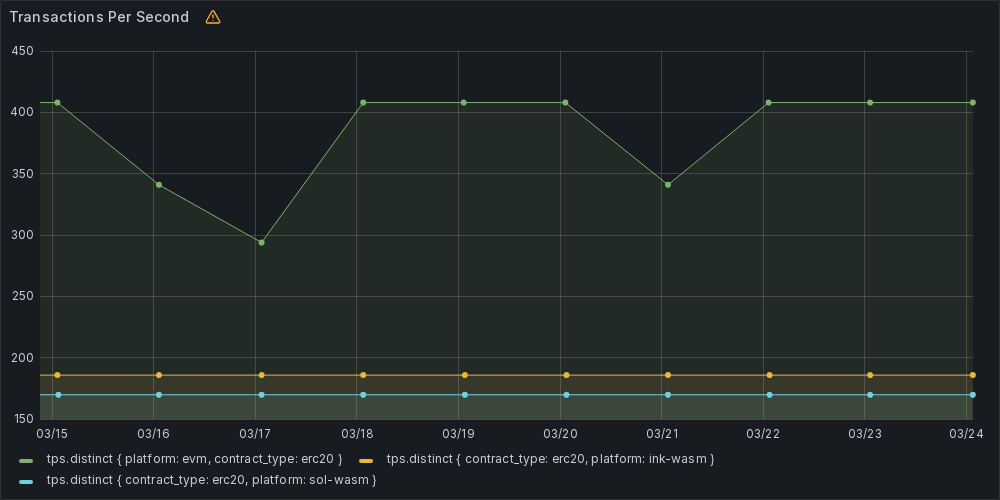 Transactions Per Second
450
400
350
300
250
200
150
03/15 03/16 03/17 03/18 03/19 03/20 03/21 03/22 03/23 03/24
tps.distinct { platform: evm, contract_type: erc20 } tps.distinct { contract_type: erc20, platform: ink-wasm }
tps.distinct { contract_type: erc20, platform: sol-wasm }